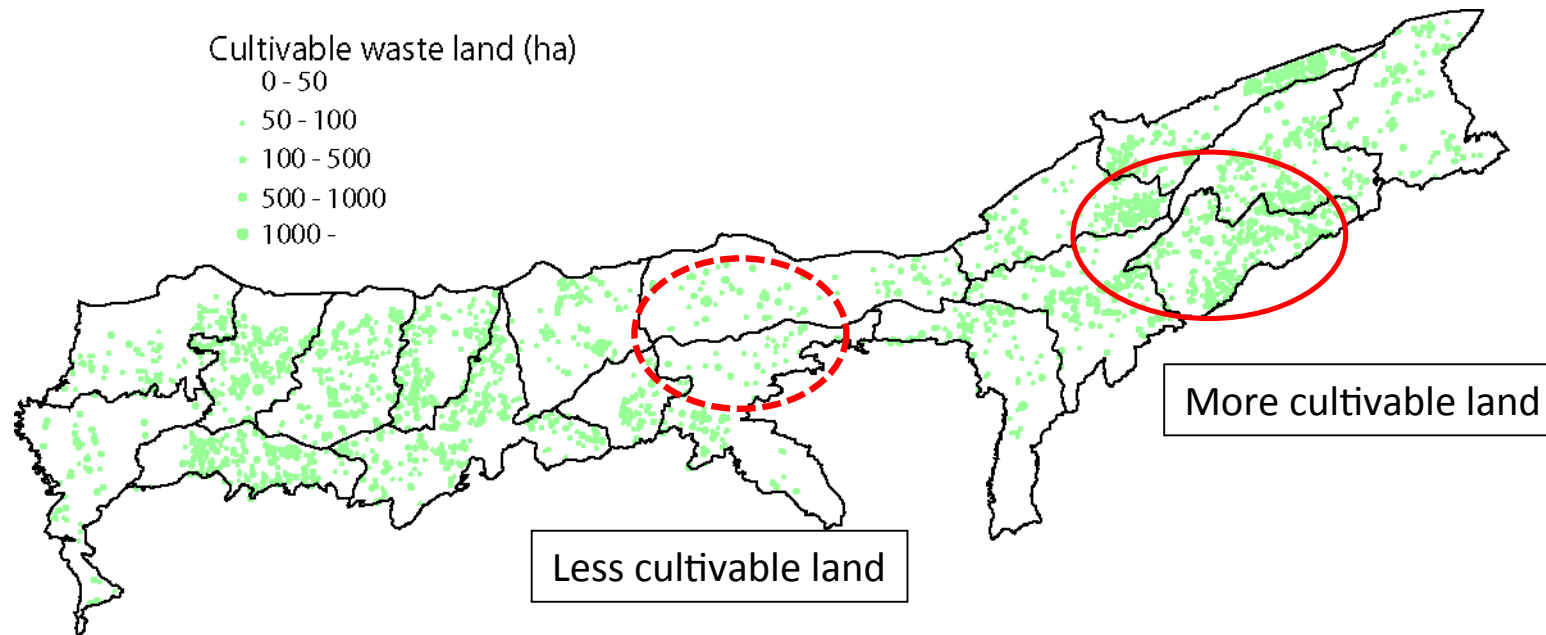 Cultivable waste land (ha)
0 - 50
50 - 100
100 - 500
500 - 1000
1000 -
More cultivable land
Less cultivable land